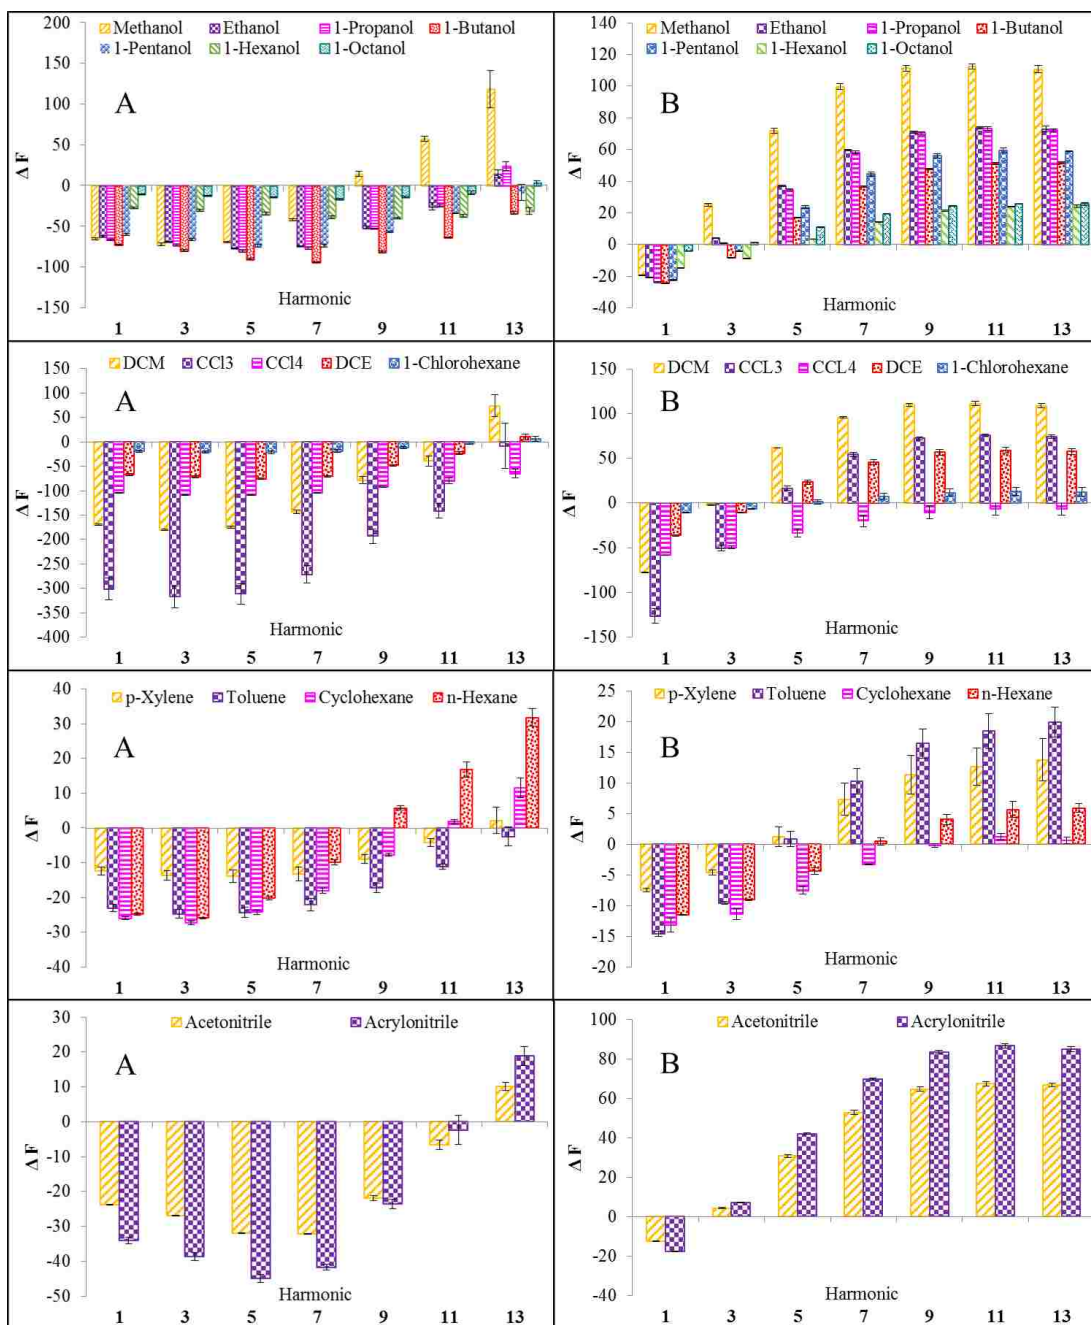 Methanol Ethanol 1-Propanol 1-Butanol
1-Pentanol 1-Hexanol 1-Octanol
A
200
150
100
50
0
-50
-100
-150
Δ F
Harmonic
1 3 5 7 9 11 13
Methanol Ethanol 1-Propanol 1-Butanol
1-Pentanol 1-Hexanol 1-Octanol
B
140
120
100
80
60
40
20
0
-20
-40
Δ F
Harmonic
1 3 5 7 9 11 13
DCM CCl3 CCl4 DCE 1-Chlorohexane
A
150
100
50
0
-50
-100
-150
-200
-250
-300
-350
-400
Δ F
Harmonic
1 3 5 7 9 11 13
DCM CCL3 CCL4 DCE 1-Chlorohexane
B
150
100
50
0
-50
-100
-150
Δ F
Harmonic
1 3 5 7 9 11 13
p-Xylene Toluene Cyclohexane n-Hexane
A
40
30
20
10
0
-10
-20
-30
-40
Δ F
Harmonic
1 3 5 7 9 11 13
p-Xylene Toluene Cyclohexane n-Hexane
B
25
20
15
10
5
0
-5
-10
-15
-20
Δ F
Harmonic
1 3 5 7 9 11 13
Acetonitrile Acrylonitrile
A
30
20
10
0
-10
-20
-30
-40
-50
Δ F
Harmonic
1 3 5 7 9 11 13
Acetonitrile Acrylonitrile
B
100
80
60
40
20
0
-20
-40
Δ F
Harmonic
1 3 5 7 9 11 13